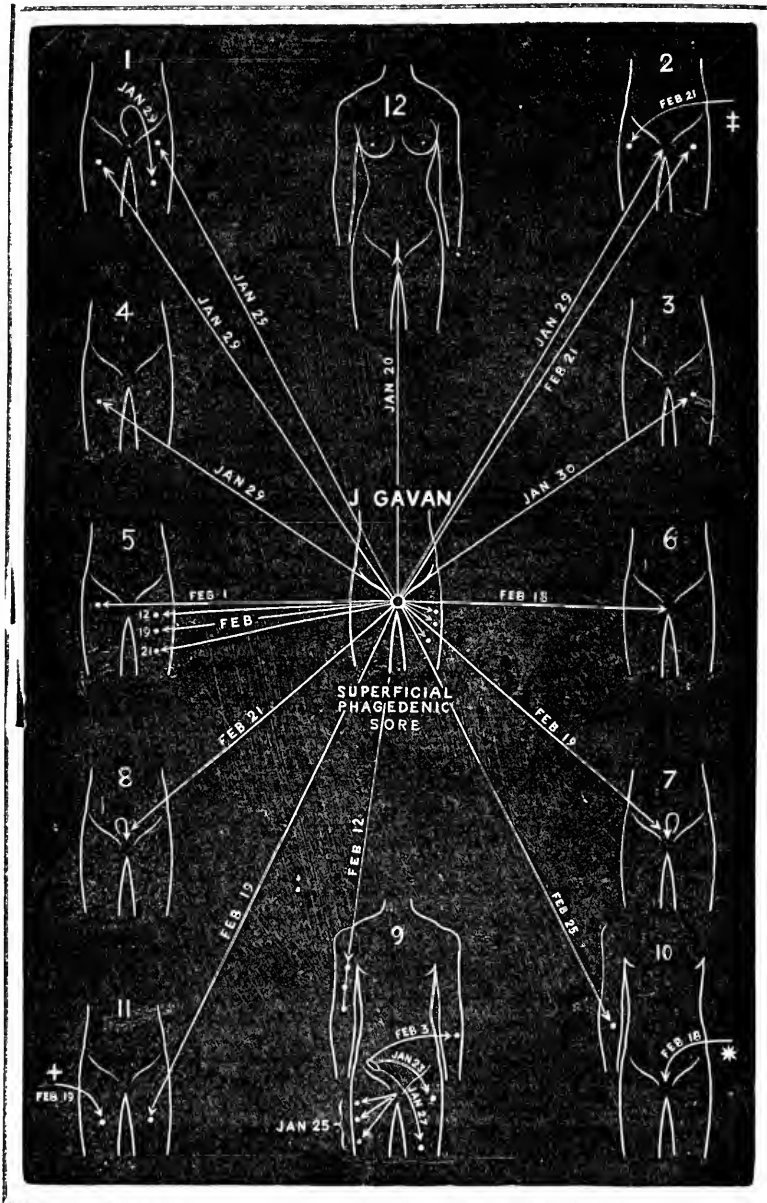 1
JAN 29
12
2
FEB 21
‡
JAN 25
JAN 29
JAN 20
JAN 29
FEB 21
4
3
JAN 29
JAN 30
J GAVAN
5
6
FEB 1
FEB 18
12
FEB
19
21
SUPERFICIAL
PHAGEDENIC
SORE
FEB 21
FEB 19
8
7
FEB 12
FEB 19
FEB 25
9
10
11
FEB 3
JAN 23
JAN 27
FEB 18
*
+
FEB 19
JAN 25